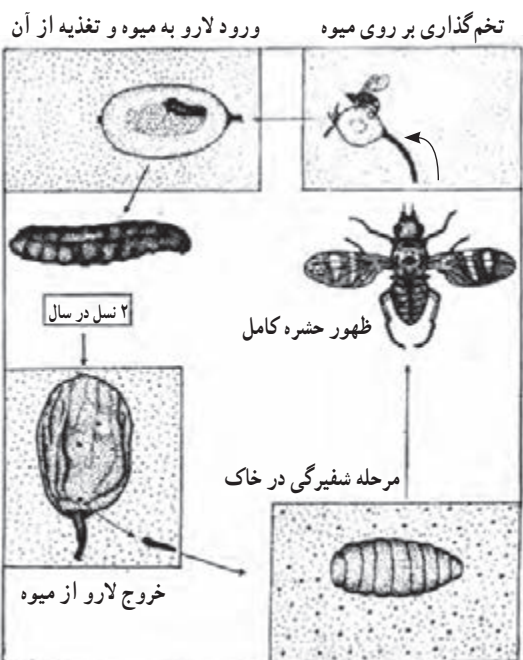 تخم‌گذاری بر روی میوه
ورود لارو به میوه و تغذیه از آن
ظهور حشره کامل
۲ نسل در سال
مرحله شفیرگی در خاک
خروج لارو از میوه